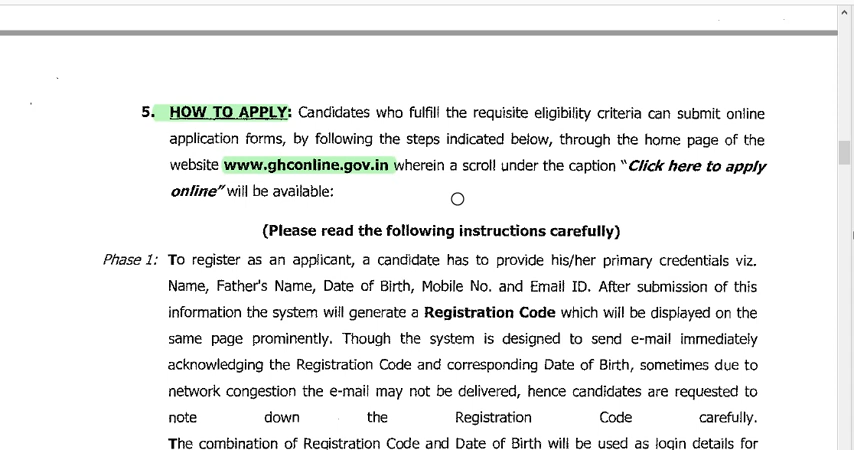 5. HOW TO APPLY: Candidates who fulfill the requisite eligibility criteria can submit online
application forms, by following the steps indicated below, through the home page of the
website www.ghconline.gov.in wherein a scroll under the caption "Click here to apply
online" will be available:
(Please read the following instructions carefully)
Phase 1: To register as an applicant, a candidate has to provide his/her primary credentials viz.
Name, Father's Name, Date of Birth, Mobile No. and Email ID. After submission of this
information the system will generate a Registration Code which will be displayed on the
same page prominently. Though the system is designed to send e-mail immediately
acknowledging the Registration Code and corresponding Date of Birth, sometimes due to
network congestion the e-mail may not be delivered, hence candidates are requested to
note down the Registration Code carefully.
The combination of Registration Code and Date of Birth will be used as login details for